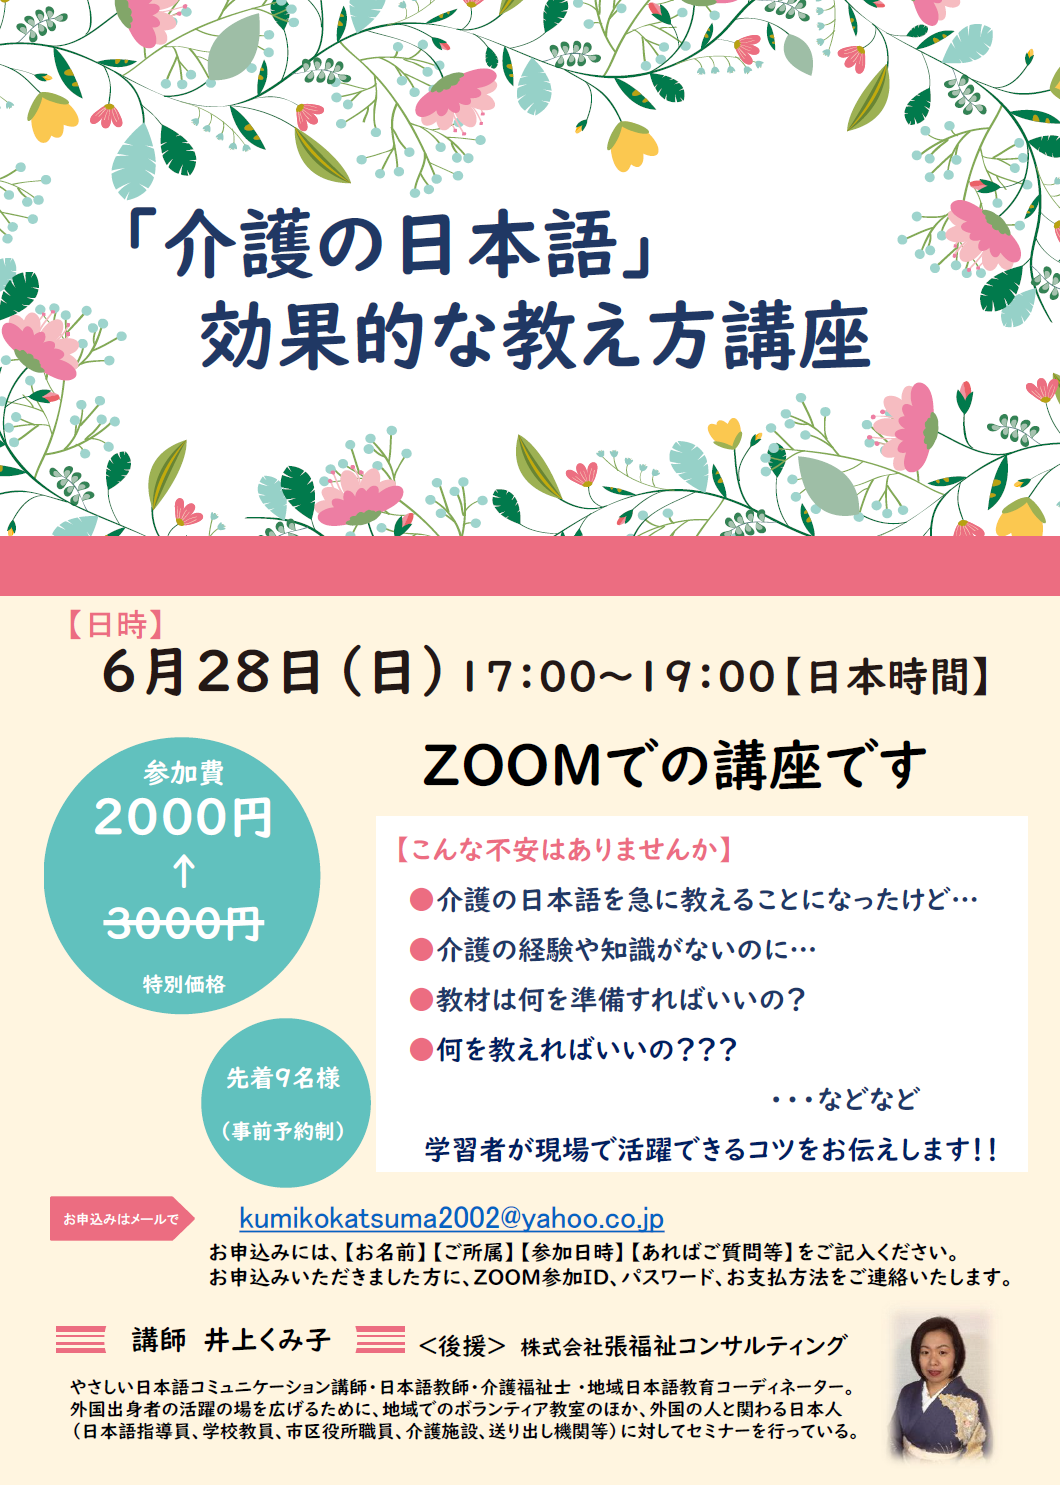 「介護の日本語」
効果的な教え方講座
【日時】
6月28日(日) 17:00～19:00【日本時間】
ZOOMでの講座です
参加費
2000円
↑
3000円
特別価格
先着9名様
(事前予約制)
【こんな不安はありませんか】
●介護の日本語を急に教えることになったけど…
●介護の経験や知識がないのに…
●教材は何を準備すればいいの?
●何を教えればいいの???
・・・などなど
学習者が現場で活躍できるコツをお伝えします!!
お申込みはメールで
kumikokatsuma2002@yahoo.co.jp
お申込みには、【お名前】【ご所属】【参加日時】【あればご質問等】をご記入ください。
お申込みいただきました方に、ZOOM参加ID、パスワード、お支払方法をご連絡いたします。
講師 井上くみ子
＜後援＞ 株式会社張福祉コンサルティング
やさしい日本語コミュニケーション講師・日本語教師・介護福祉士・地域日本語教育コーディネーター。
外国出身者の活躍の場を広げるために、地域でのボランティア教室のほか、外国の人と関わる日本人
(日本語指導員、学校教員、市区役所職員、介護施設、送り出し機関等)に対してセミナーを行っている。